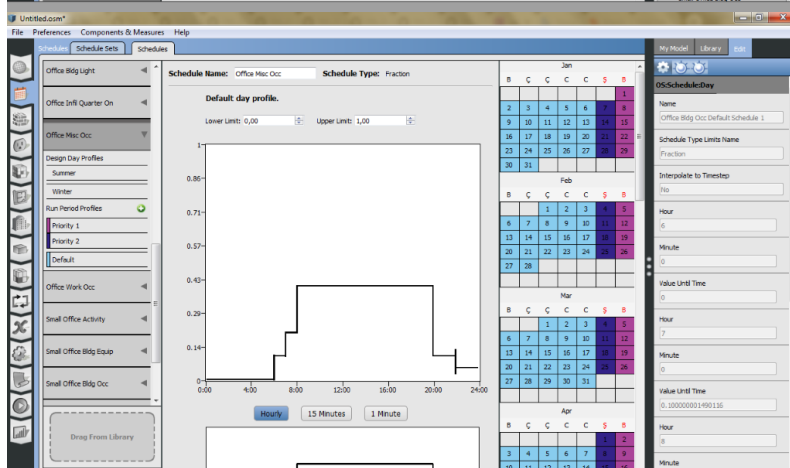 Untitled.osm*
File Preferences Components & Measures Help
Schedules Schedule Sets Schedules
Office Bldg Light
Office Infil Quarter On
Office Misc Occ
Design Day Profiles
Summer
Winter
Run Period Profiles
Priority 1
Priority 2
Default
Office Work Occ
Small Office Activity
Small Office Bldg Equip
Small Office Bldg Occ
Drag From Library
Schedule Name: Office Misc Occ Schedule Type: Fraction
Default day profile.
Lower Limit: 0,00 Upper Limit: 1,00
1
0.86
0.71
0.57
0.43
0.29
0.14
0
0:00 4:00 8:00 12:00 16:00 20:00 24:00
Hourly 15 Minutes 1 Minute
Jan
B Ç Ç C C Ş B
1
2 3 4 5 6 7 8
9 10 11 12 13 14 15
16 17 18 19 20 21 22
23 24 25 26 27 28 29
30 31
Feb
B Ç Ç C C Ş B
1 2 3 4 5
6 7 8 9 10 11 12
13 14 15 16 17 18 19
20 21 22 23 24 25 26
27 28
Mar
B Ç Ç C C Ş B
1 2 3 4 5
6 7 8 9 10 11 12
13 14 15 16 17 18 19
20 21 22 23 24 25 26
27 28 29 30 31
Apr
B Ç Ç C C Ş B
1 2
3 4 5 6 7 8 9
10 11 12 13 14 15 16
My Model Library Edit
OS:Schedule:Day
Name
Office Bldg Occ Default Schedule 1
Schedule Type Limits Name
Fraction
Interpolate to Timestep
No
Hour
6
Minute
0
Value Until Time
0
Hour
7
Minute
0
Value Until Time
0.100000001490116
Hour
8
Minute